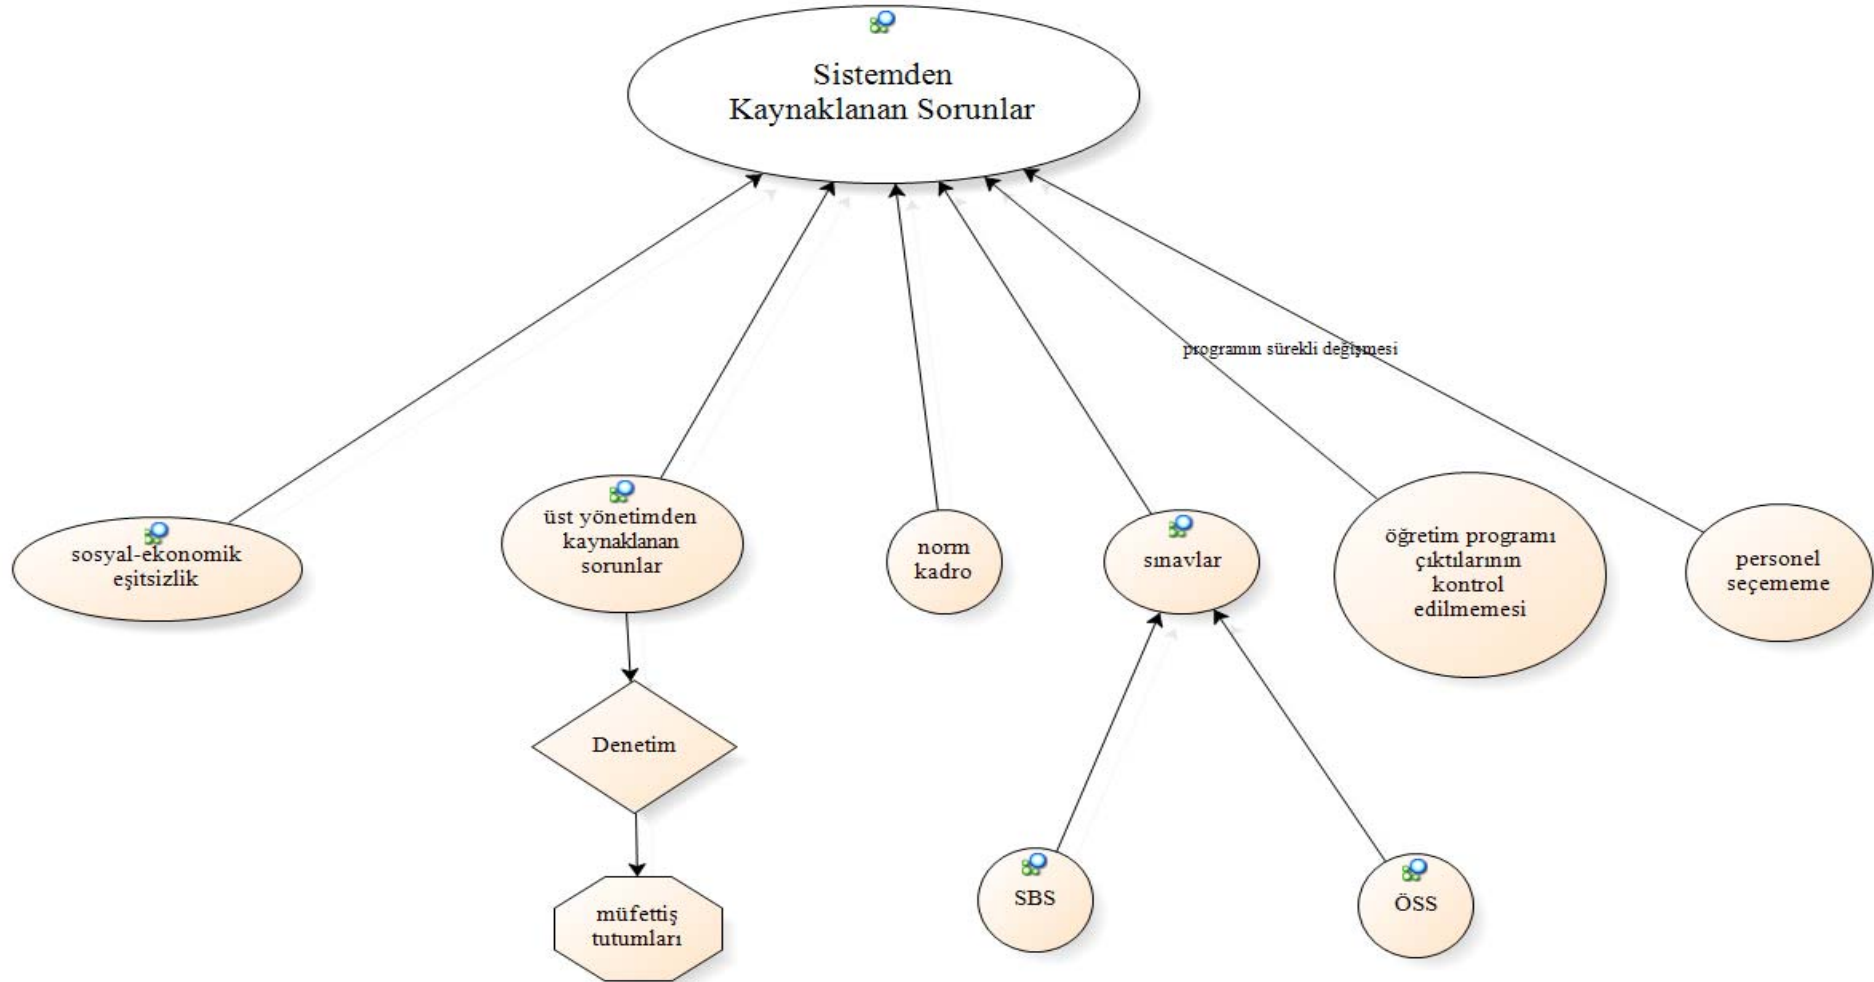 Sistemden
Kaynaklanan Sorunlar
programın sürekli değişmesi
sosyal-ekonomik
eşitsizlik
üst yönetimden
kaynaklanan
sorunlar
norm
kadro
sınavlar
öğretim programı
çıktılarının
kontrol
edilmemesi
personel
seçememe
Denetim
müfettiş
tutumları
SBS
ÖSS